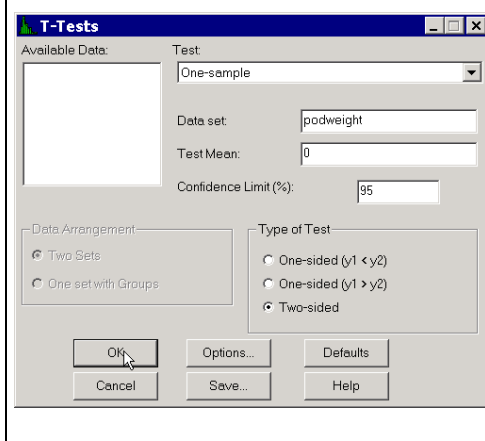 T-Tests
Available Data:
Test:
One-sample
Data set:
podweight
Test Mean:
0
Confidence Limit (%):
95
Data Arrangement
Two Sets
One set with Groups
Type of Test
One-sided (y1 < y2)
One-sided (y1 > y2)
Two-sided
OK
Options...
Defaults
Cancel
Save...
Help